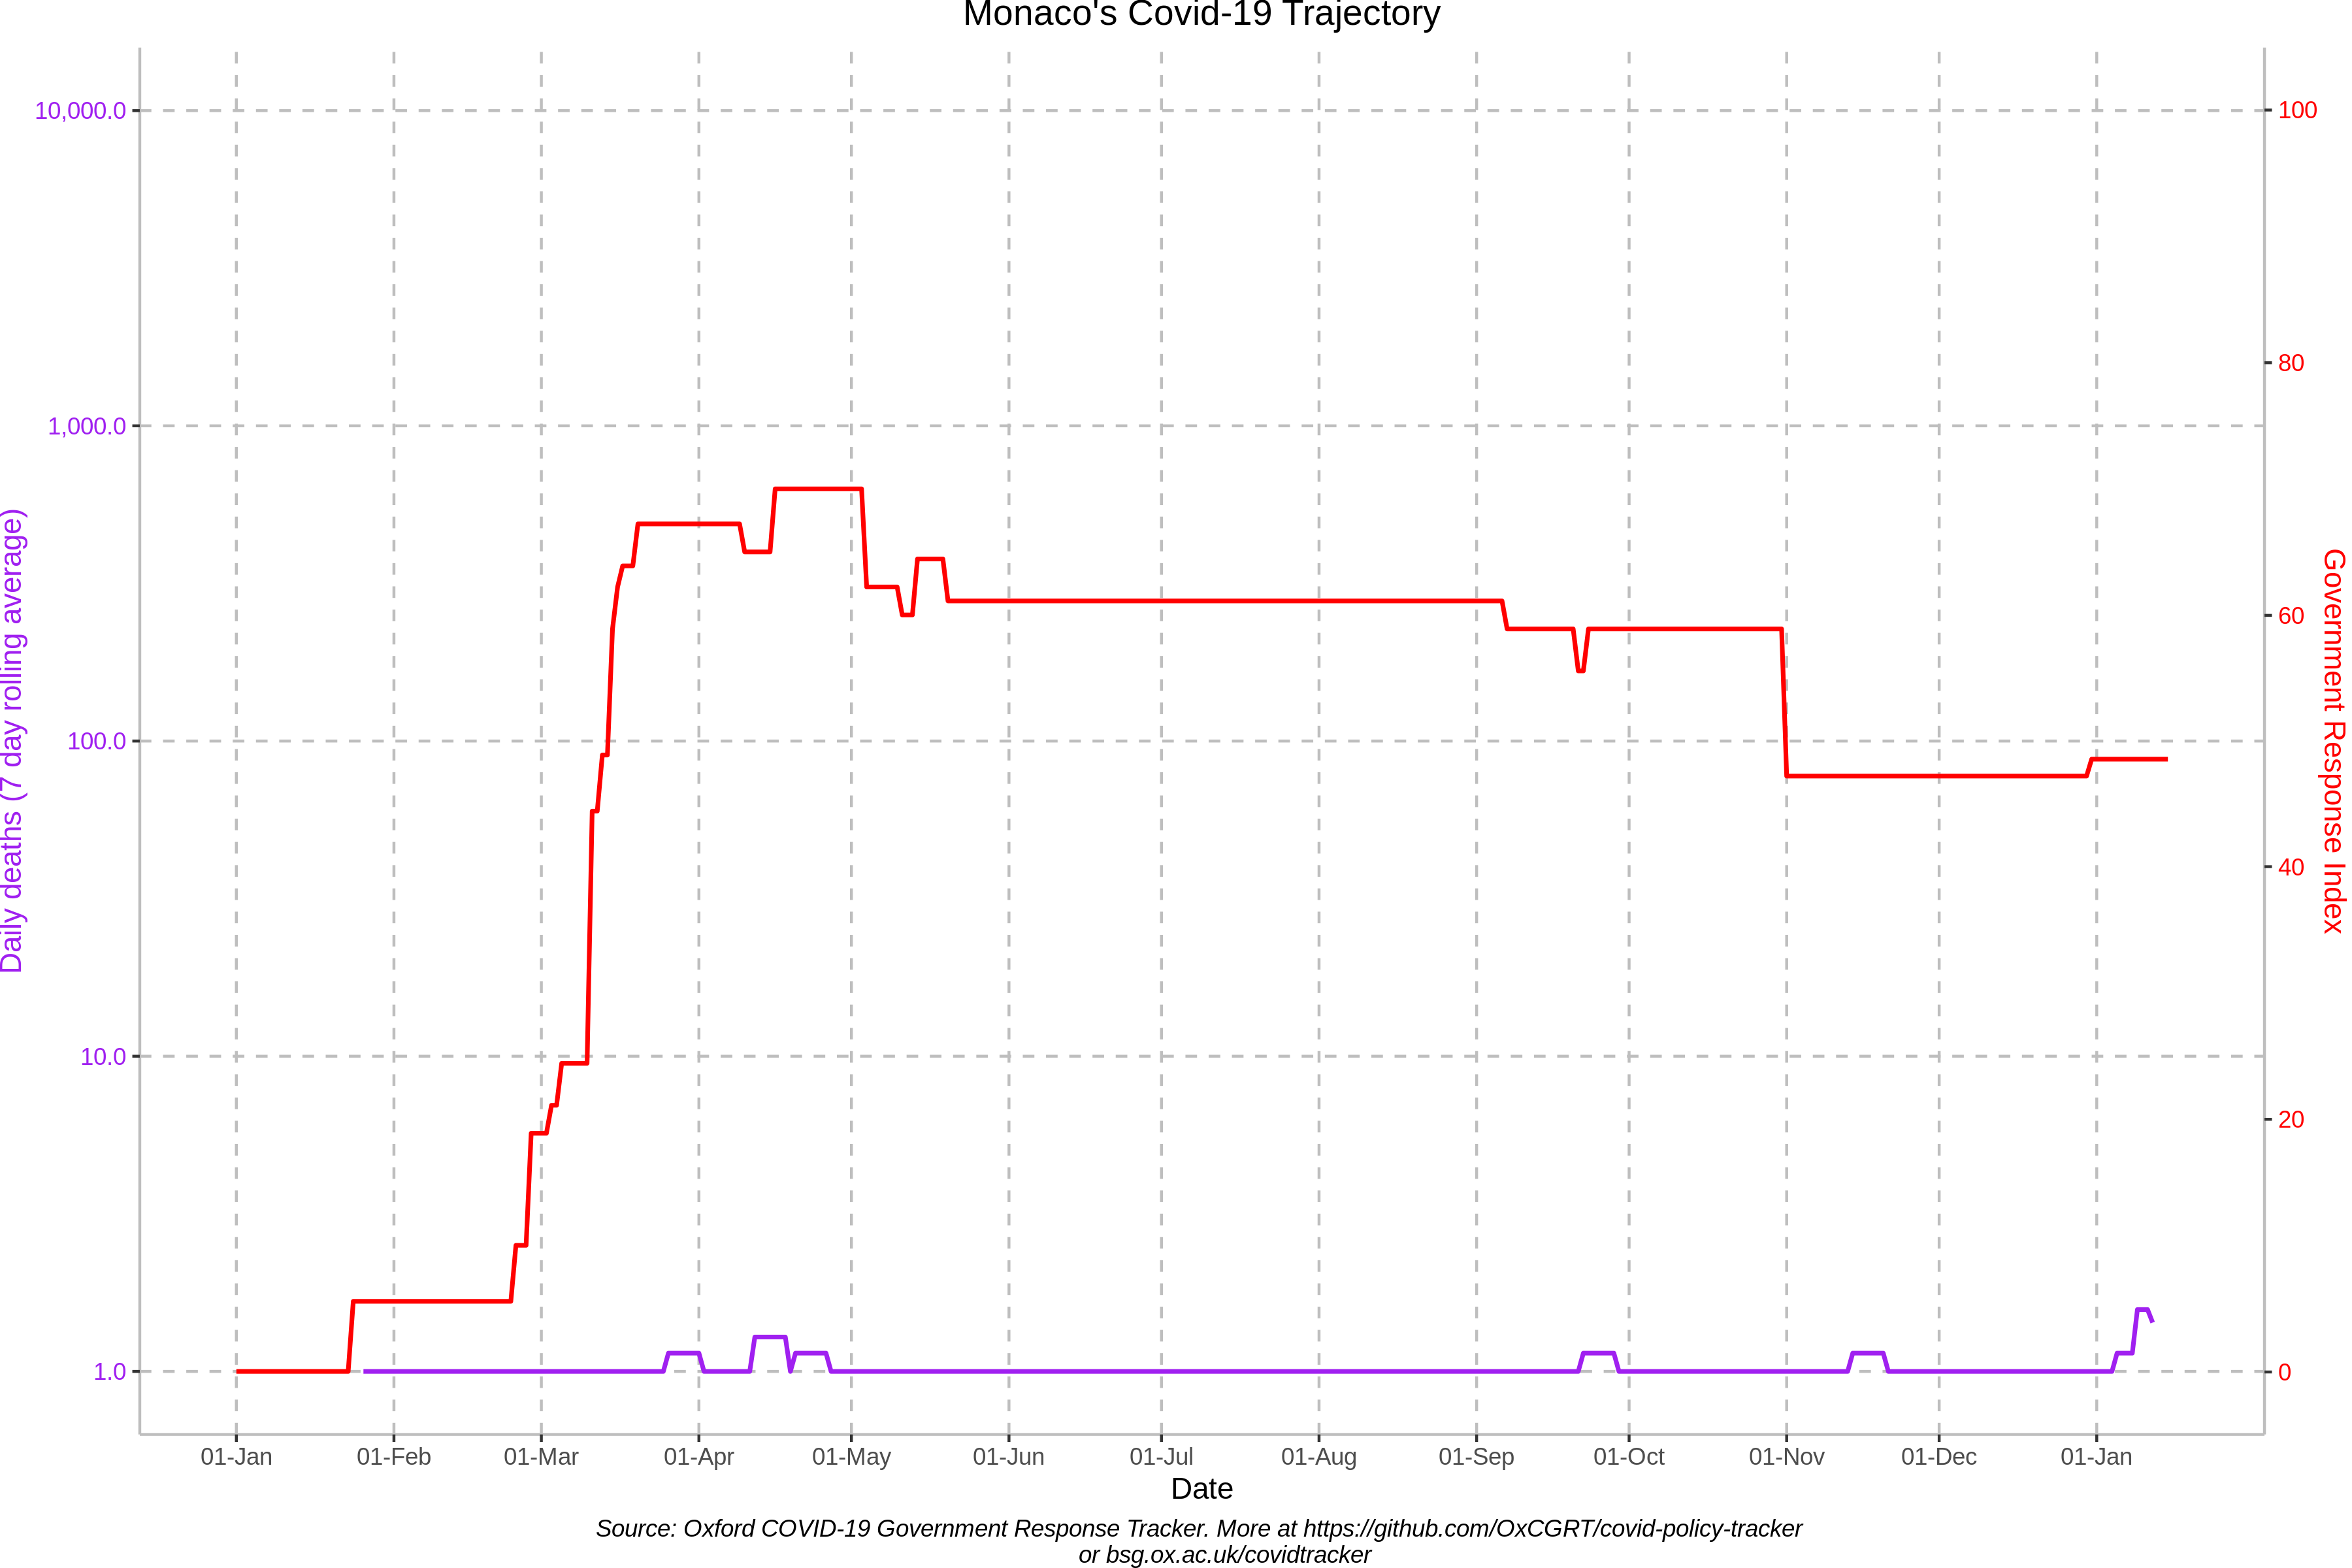 Monaco's Covid-19 Trajectory
10,000.0
1,000.0
100.0
10.0
1.0
Daily deaths (7 day rolling average)
100
80
60
40
20
0
Government Response Index
01-Jan
01-Feb
01-Mar
01-Apr
01-May
01-Jun
01-Jul
01-Aug
01-Sep
01-Oct
01-Nov
01-Dec
01-Jan
Date
Source: Oxford COVID-19 Government Response Tracker. More at https://github.com/OxCGRT/covid-policy-tracker
or bsg.ox.ac.uk/covidtracker